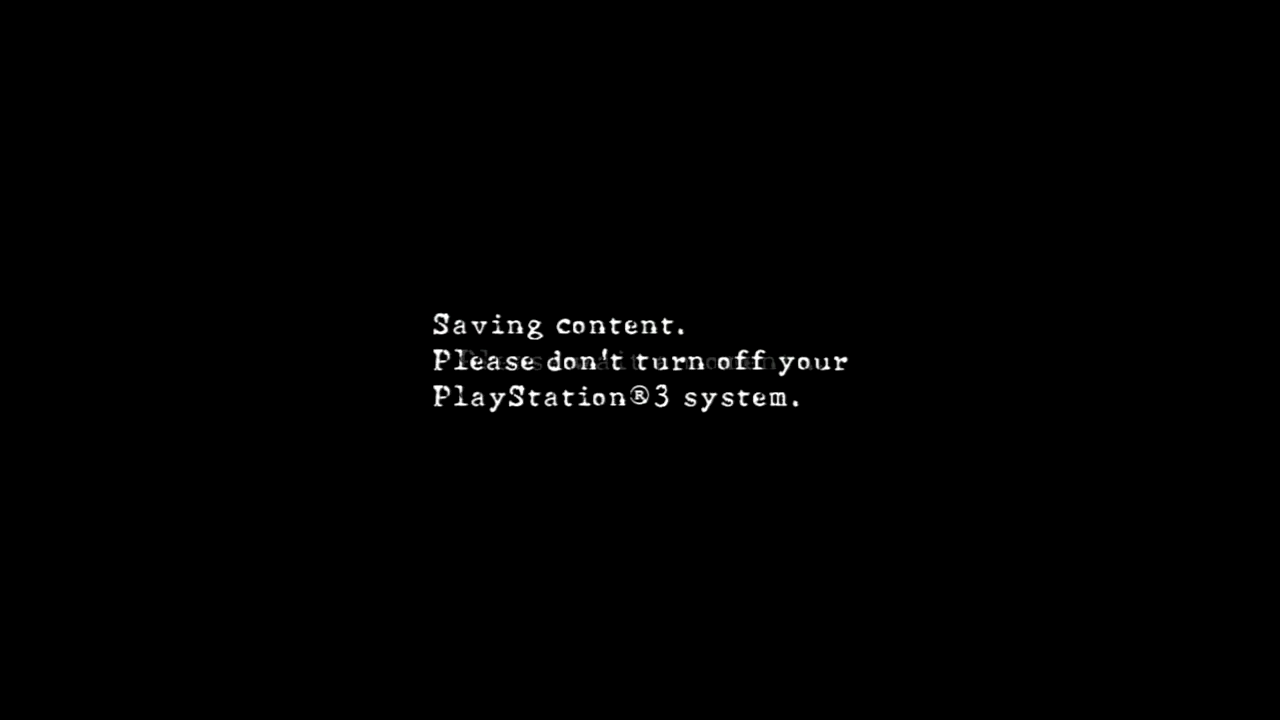 Saving content.
Please don't turn off your
PlayStation®3 system.